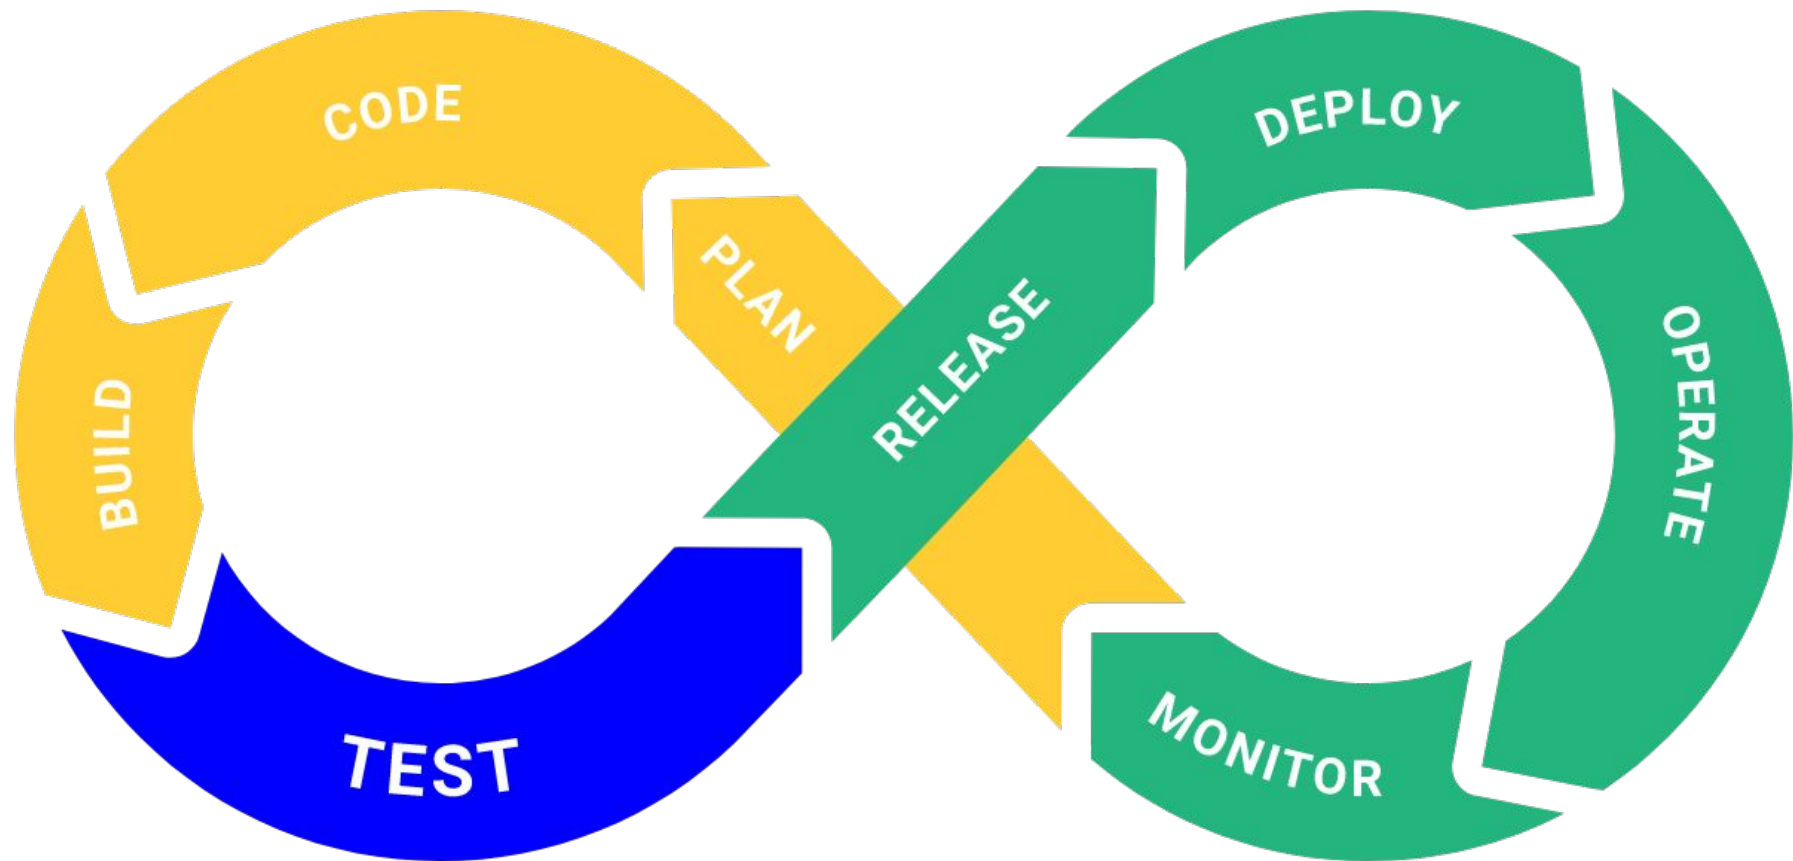 PLAN
CODE
BUILD
TEST
RELEASE
DEPLOY
OPERATE
MONITOR